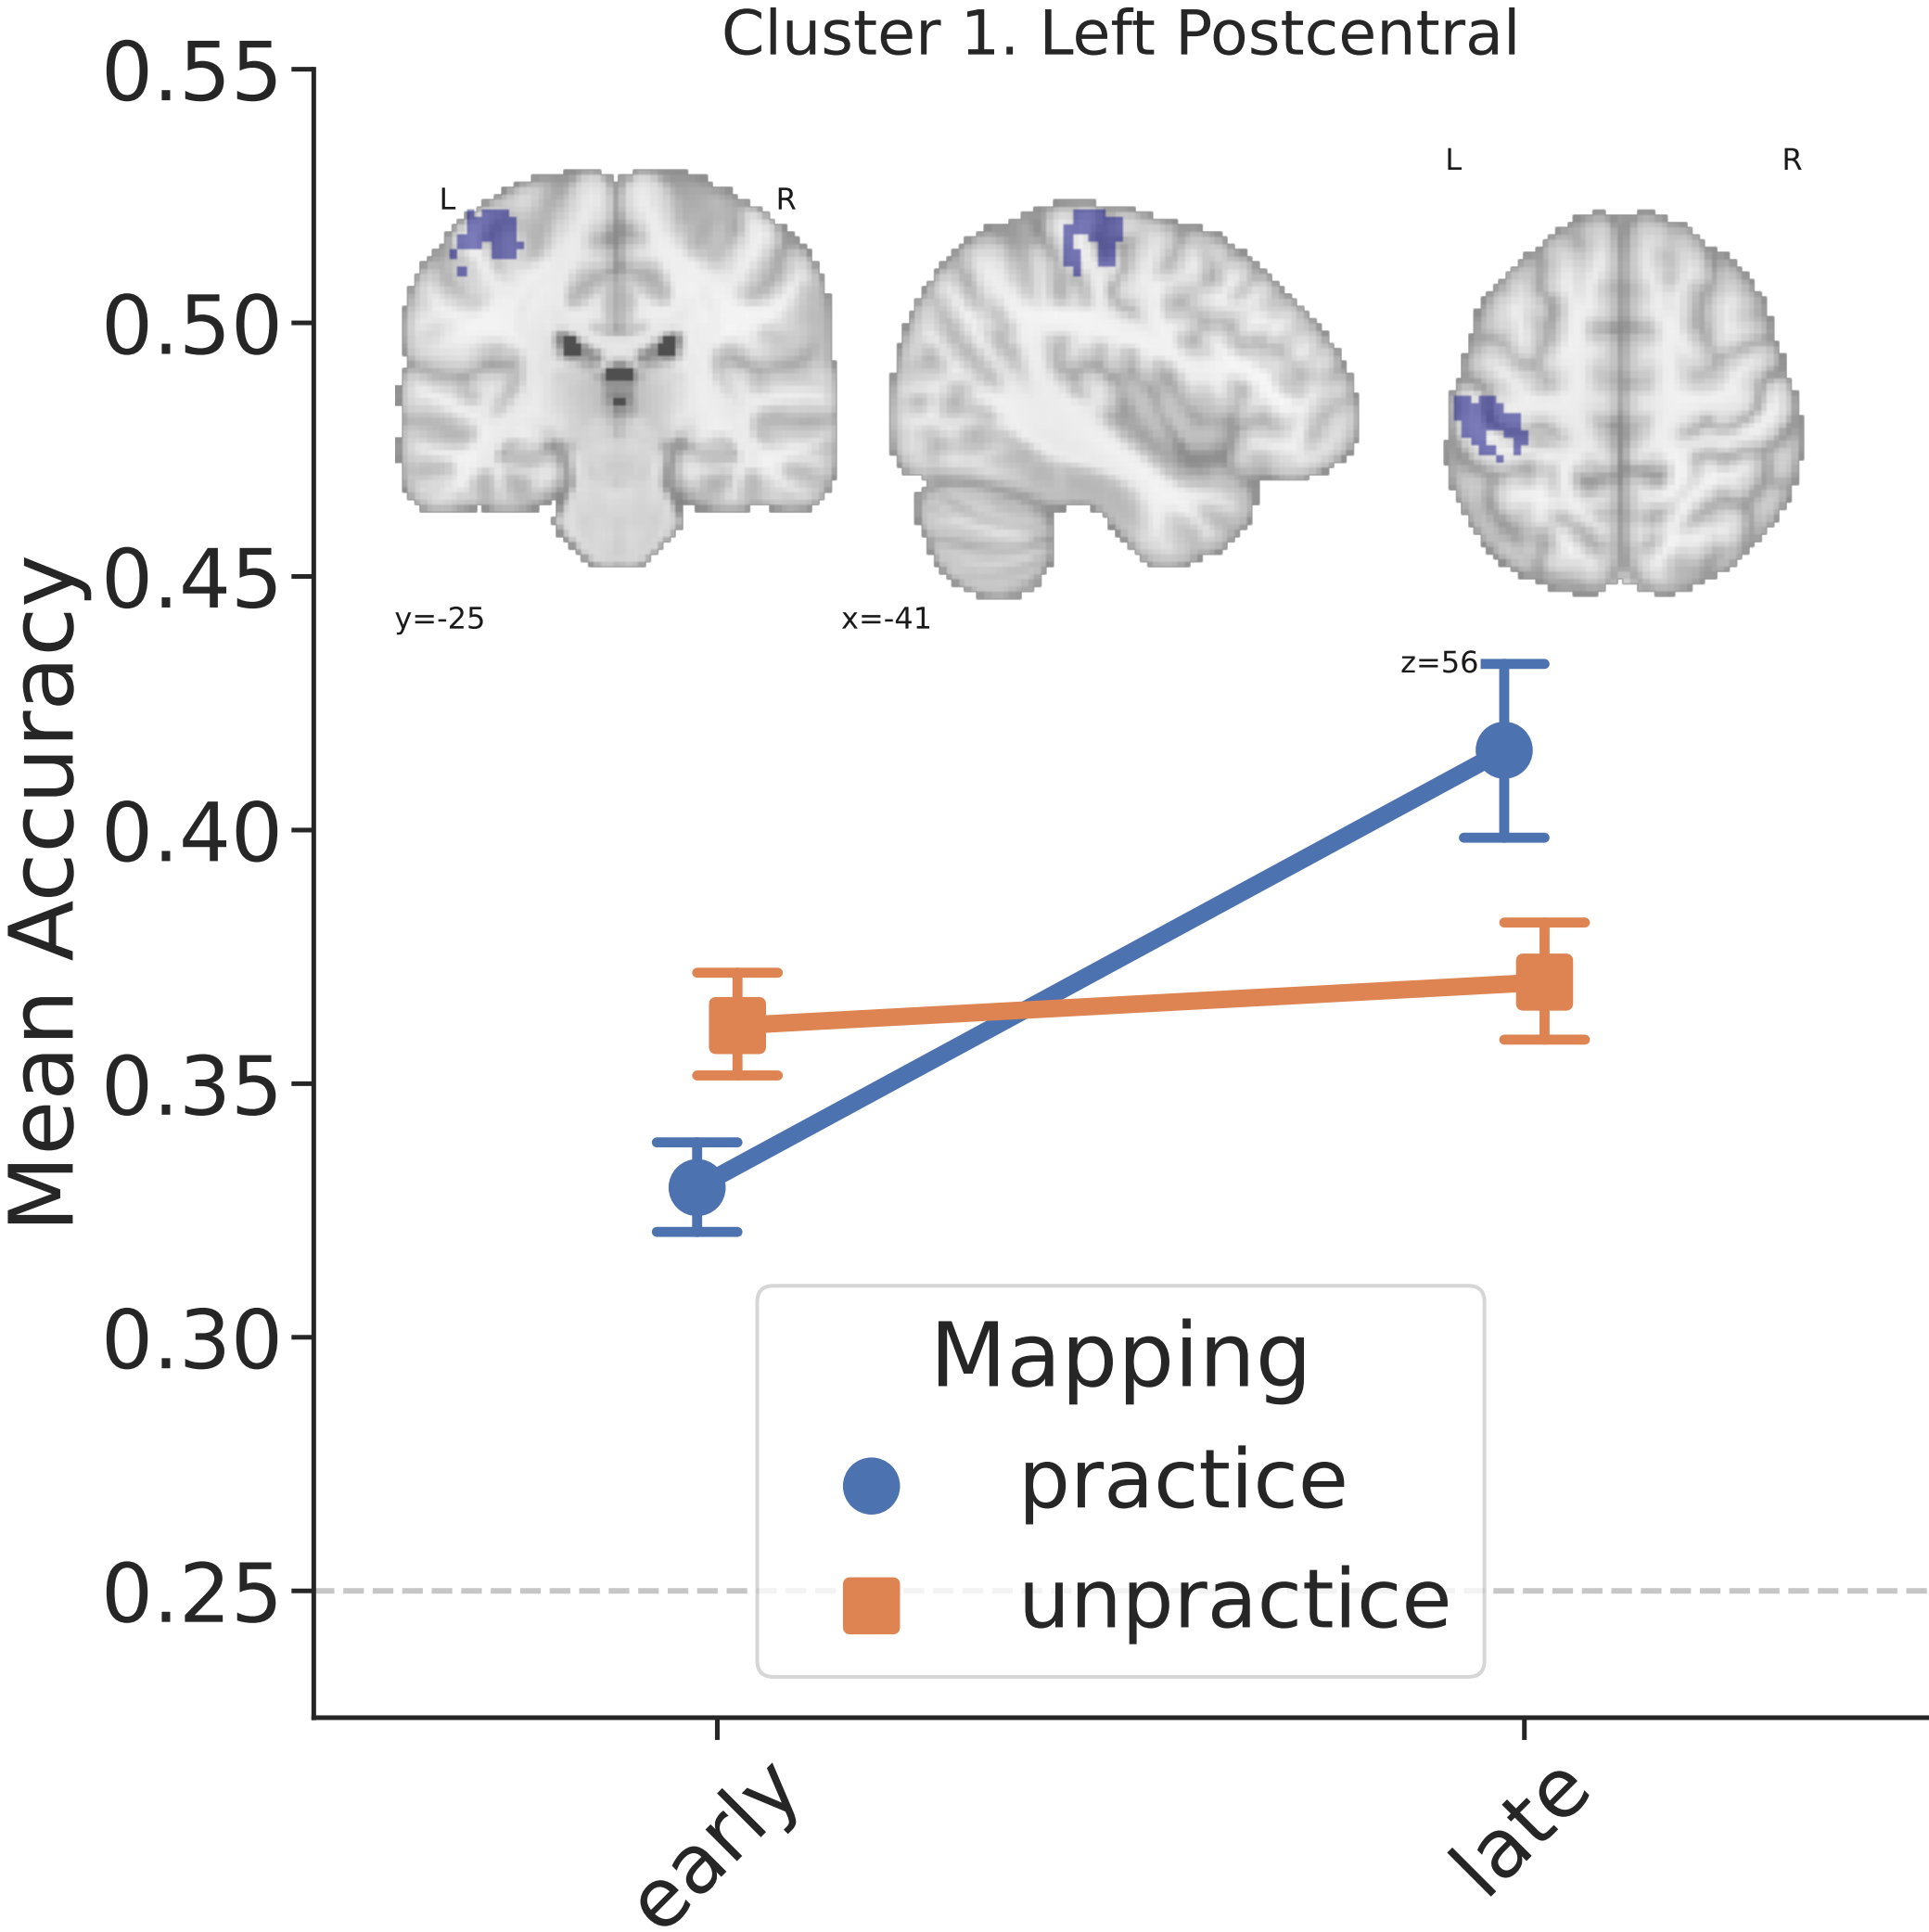 Cluster 1. Left Postcentral
0.55
0.50
0.45
0.40
0.35
0.30
0.25
Mean Accuracy
L
R
L
R
y=-25
x=-41
z=56
Mapping
practice
unpractice
early
late